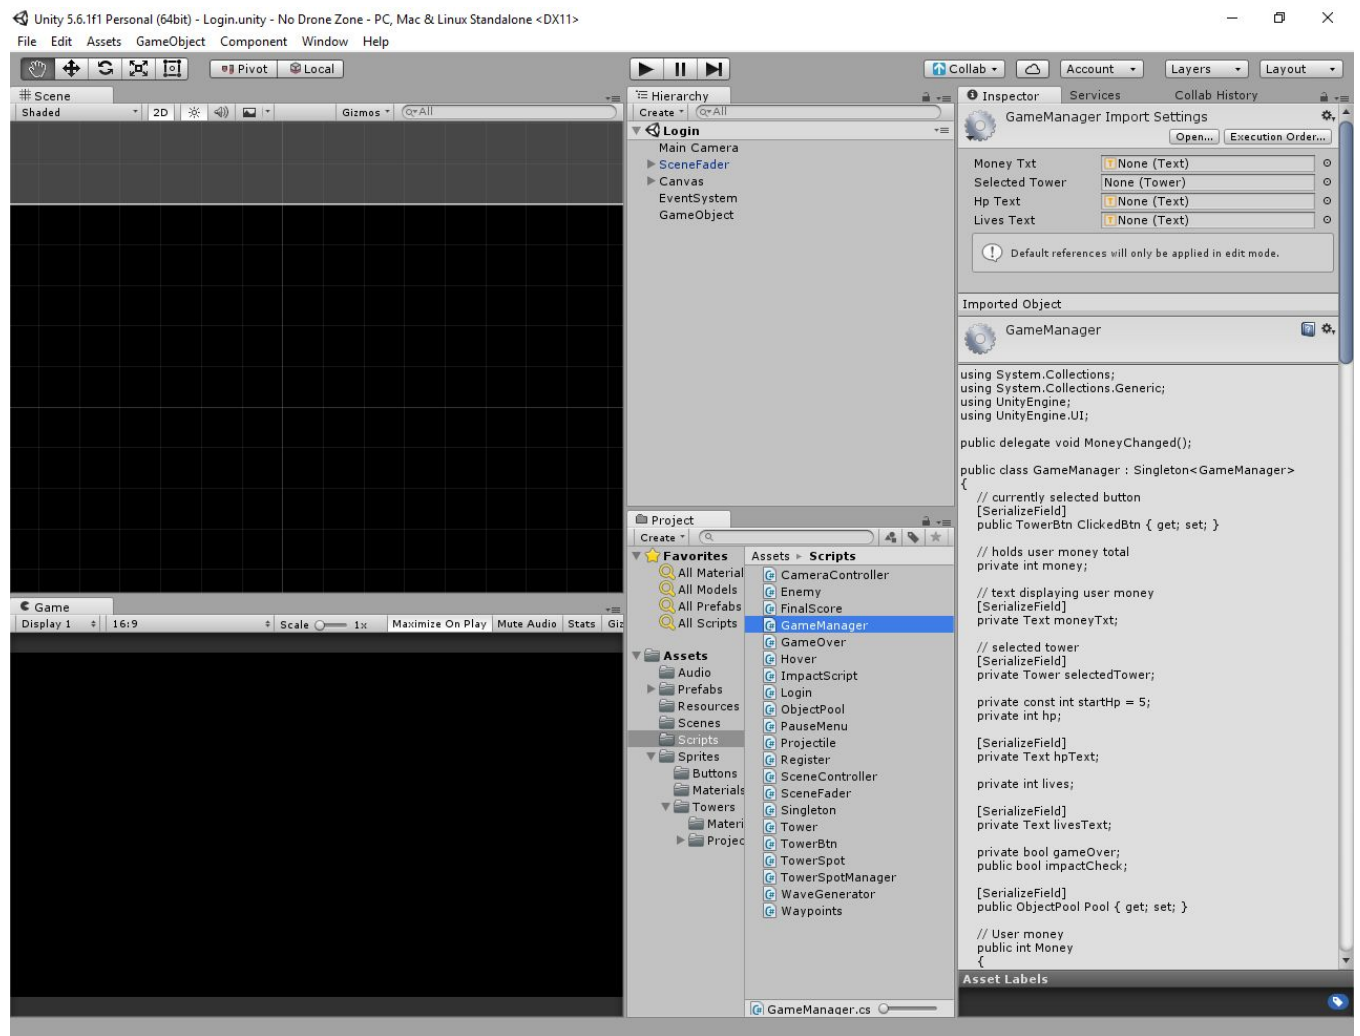 Unity 5.6.1f1 Personal (64bit) - Login.unity - No Drone Zone - PC, Mac & Linux Standalone <DX11>
File Edit Assets GameObject Component Window Help
Pivot Local
Collab Account Layers Layout
Scene
Shaded 2D Gizmos All
Hierarchy
Create All
Login
Main Camera
SceneFader
Canvas
EventSystem
GameObject
Game
Display 1 16:9 Scale 1x Maximize On Play Mute Audio Stats Giz
Project
Create
Favorites
All Material
All Models
All Prefabs
All Scripts
Assets
Audio
Prefabs
Resources
Scenes
Scripts
Sprites
Buttons
Materials
Towers
Materi
Projec
Assets Scripts
CameraController
Enemy
FinalScore
GameManager
GameOver
Hover
ImpactScript
Login
ObjectPool
PauseMenu
Projectile
Register
SceneController
SceneFader
Singleton
Tower
TowerBtn
TowerSpot
TowerSpotManager
WaveGenerator
Waypoints
GameManager.cs
Inspector Services Collab History
GameManager Import Settings
Open... Execution Order...
Money Txt None (Text)
Selected Tower None (Tower)
Hp Text None (Text)
Lives Text None (Text)
Default references will only be applied in edit mode.
Imported Object
GameManager
using System.Collections;
using System.Collections.Generic;
using UnityEngine;
using UnityEngine.UI;
public delegate void MoneyChanged();
public class GameManager : Singleton<GameManager>
{
// currently selected button
[SerializeField]
public TowerBtn ClickedBtn { get; set; }
// holds user money total
private int money;
// text displaying user money
[SerializeField]
private Text moneyTxt;
// selected tower
[SerializeField]
private Tower selectedTower;
private const int startHp = 5;
private int hp;
[SerializeField]
private Text hpText;
private int lives;
[SerializeField]
private Text livesText;
private bool gameOver;
public bool impactCheck;
[SerializeField]
public ObjectPool Pool { get; set; }
// User money
public int Money
{
Asset Labels